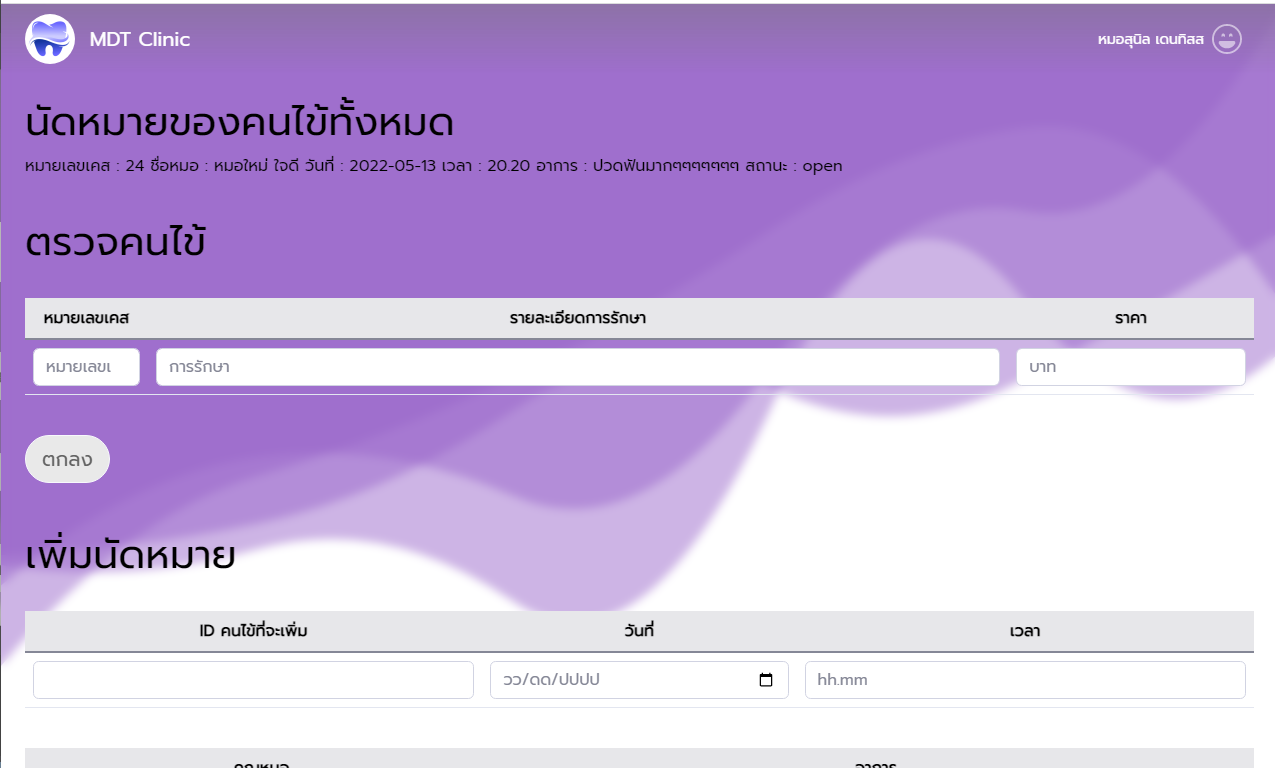 MDT Clinic
หมอสุนิล เดนทิสส
นัดหมายของคนไข้ทั้งหมด
หมายเลขเคส : 24 ชื่อหมอ : หมอใหม่ ใจดี วันที่ : 2022-05-13 เวลา : 20.20 อาการ : ปวดฟันมากๆๆๆๆๆๆๆ สถานะ : open
ตรวจคนไข้
หมายเลขเคส รายละเอียดการรักษา ราคา
หมายเลขเ การรักษา บาท
ตกลง
เพิ่มนัดหมาย
ID คนไข้ที่จะเพิ่ม วันที่ เวลา
วว/ดด/ปปปป hh.mm
คุณหมอ อาการ